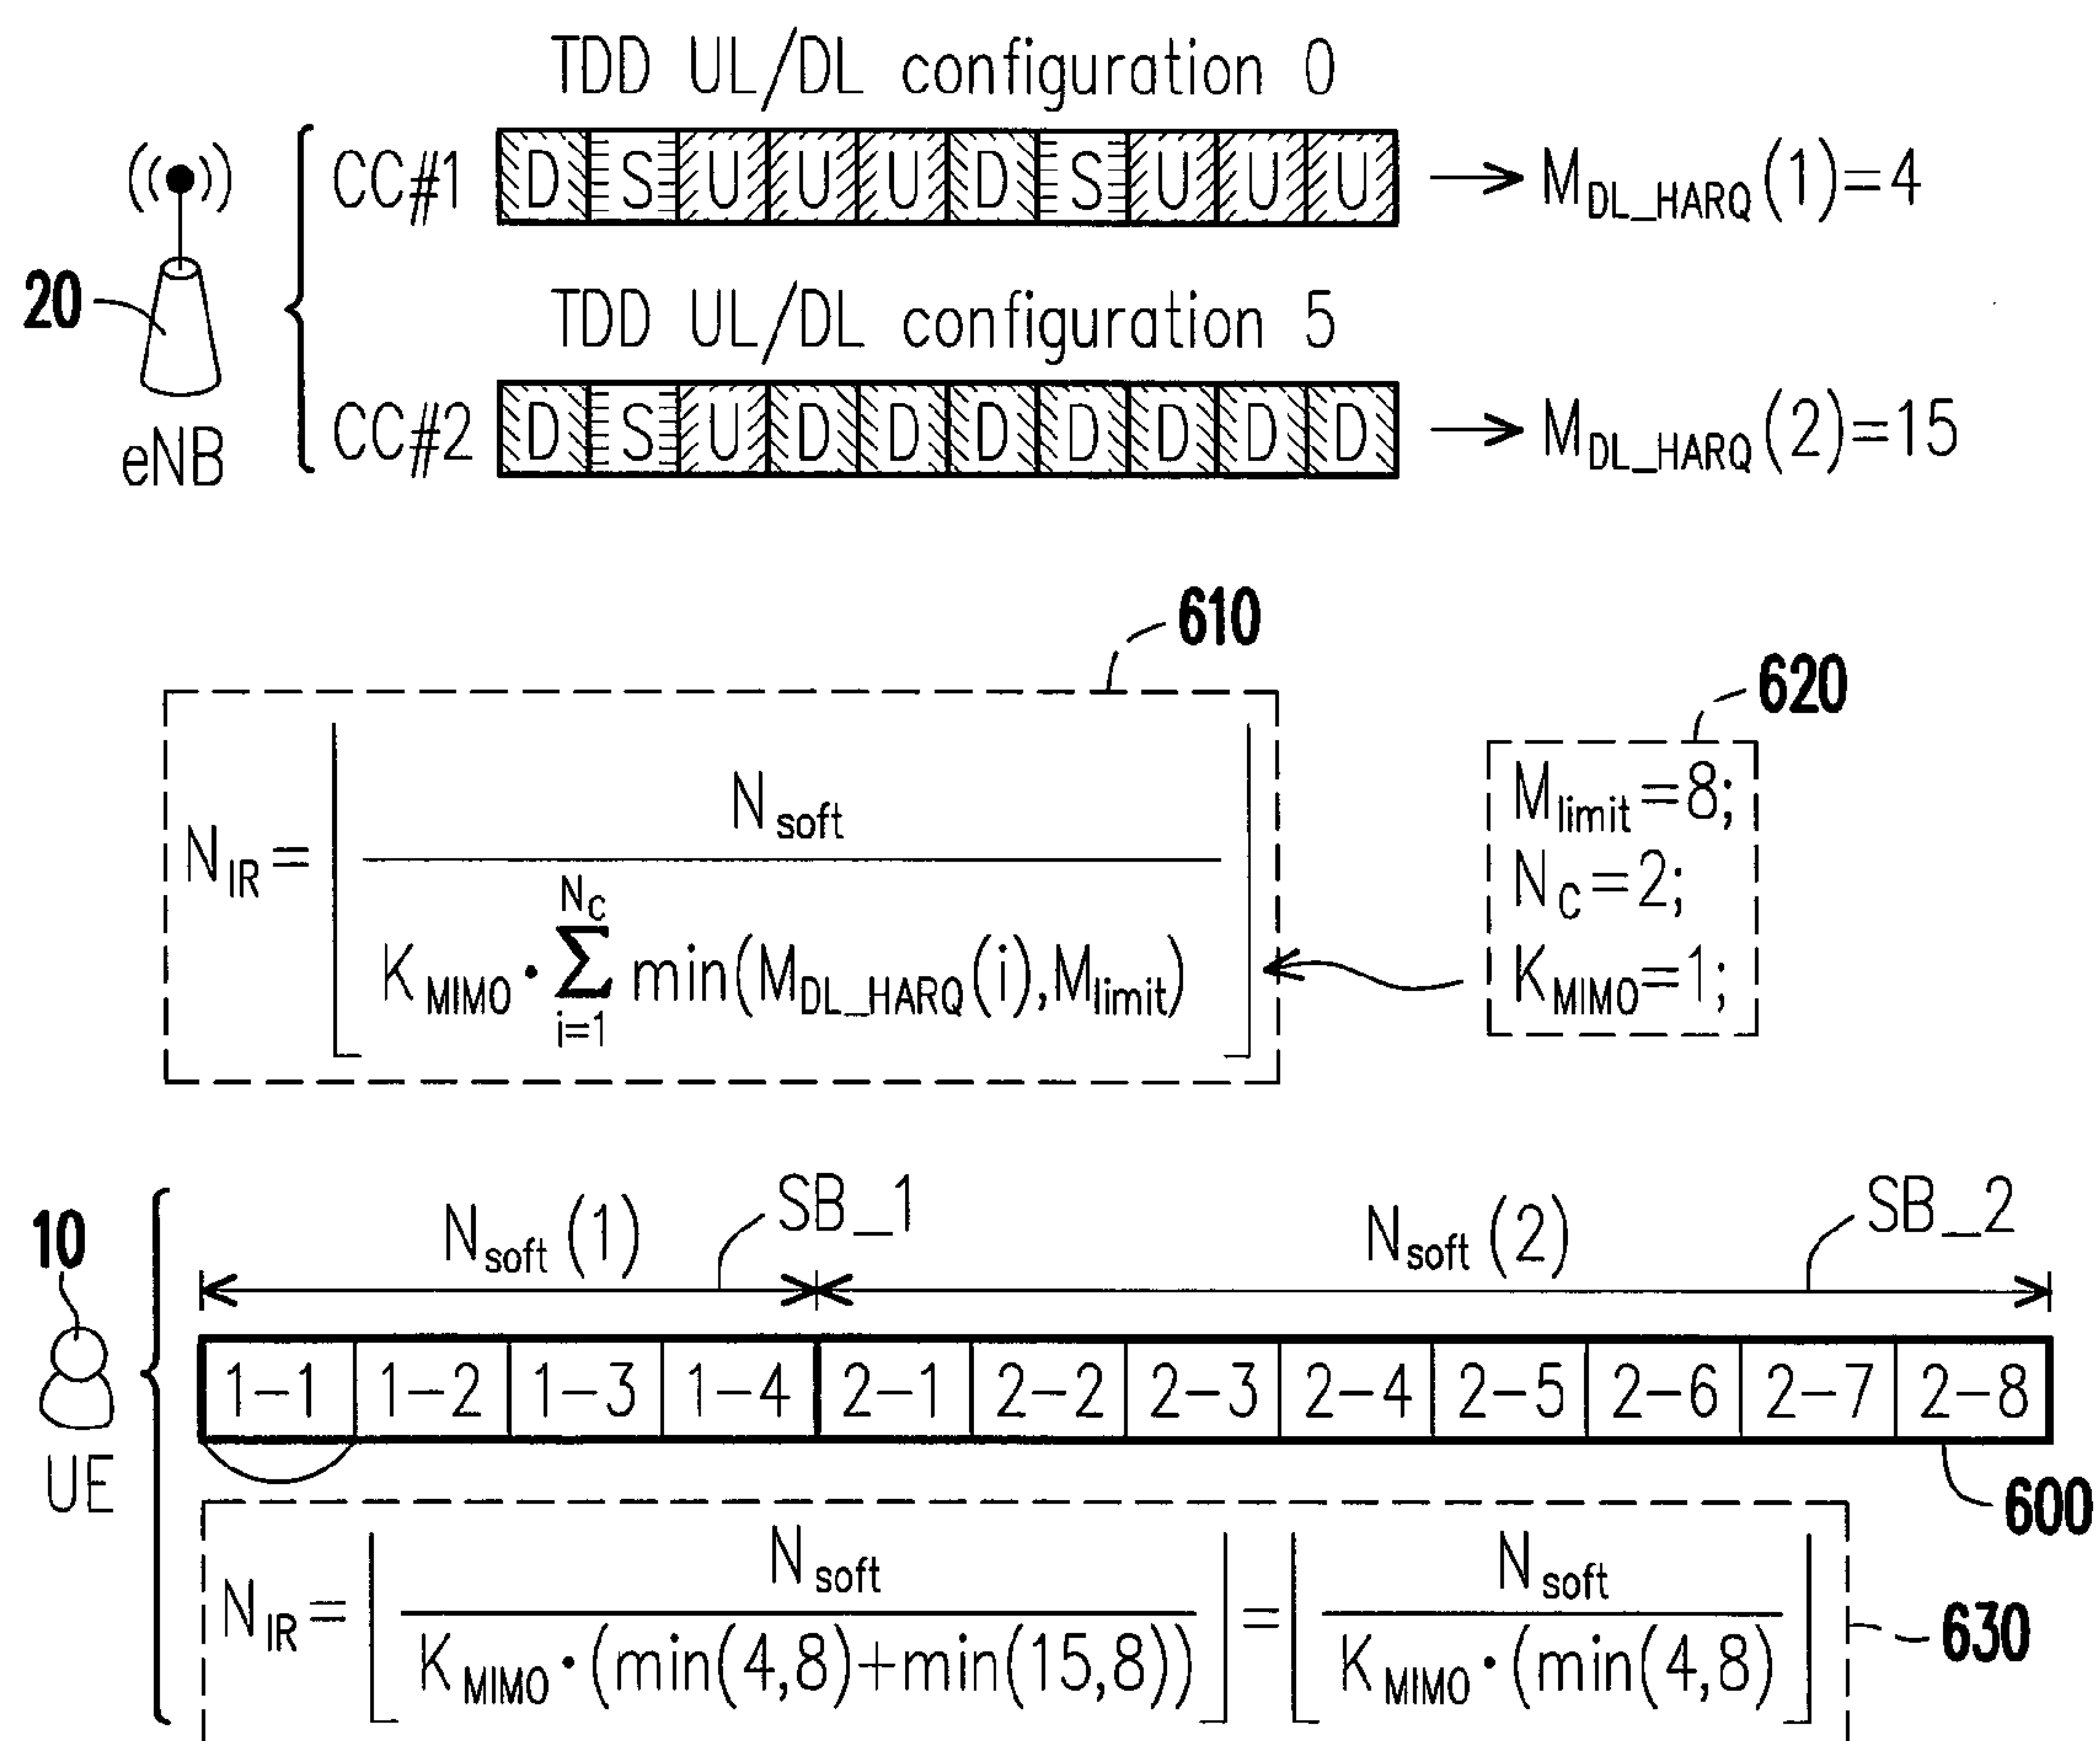 TDD UL/DL configuration 0
CC#1 D S U U U D S U U U M_DL_HARQ(1)=4
20
TDD UL/DL configuration 5
CC#2 D S U D D D D D D D M_DL_HARQ(2)=15
eNB
610
620
N_IR = ⌊ N_soft / K_MIMO · Σ_{i=1}^{N_C} min(M_DL_HARQ(i),M_limit) ⌋
M_limit=8;
N_C=2;
K_MIMO=1;
10
N_soft(1) SB_1 N_soft(2) SB_2
1-1 1-2 1-3 1-4 2-1 2-2 2-3 2-4 2-5 2-6 2-7 2-8
UE
600
N_IR = ⌊ N_soft / K_MIMO · (min(4,8)+min(15,8)) ⌋ = ⌊ N_soft / K_MIMO · (min(4,8) ⌋
630